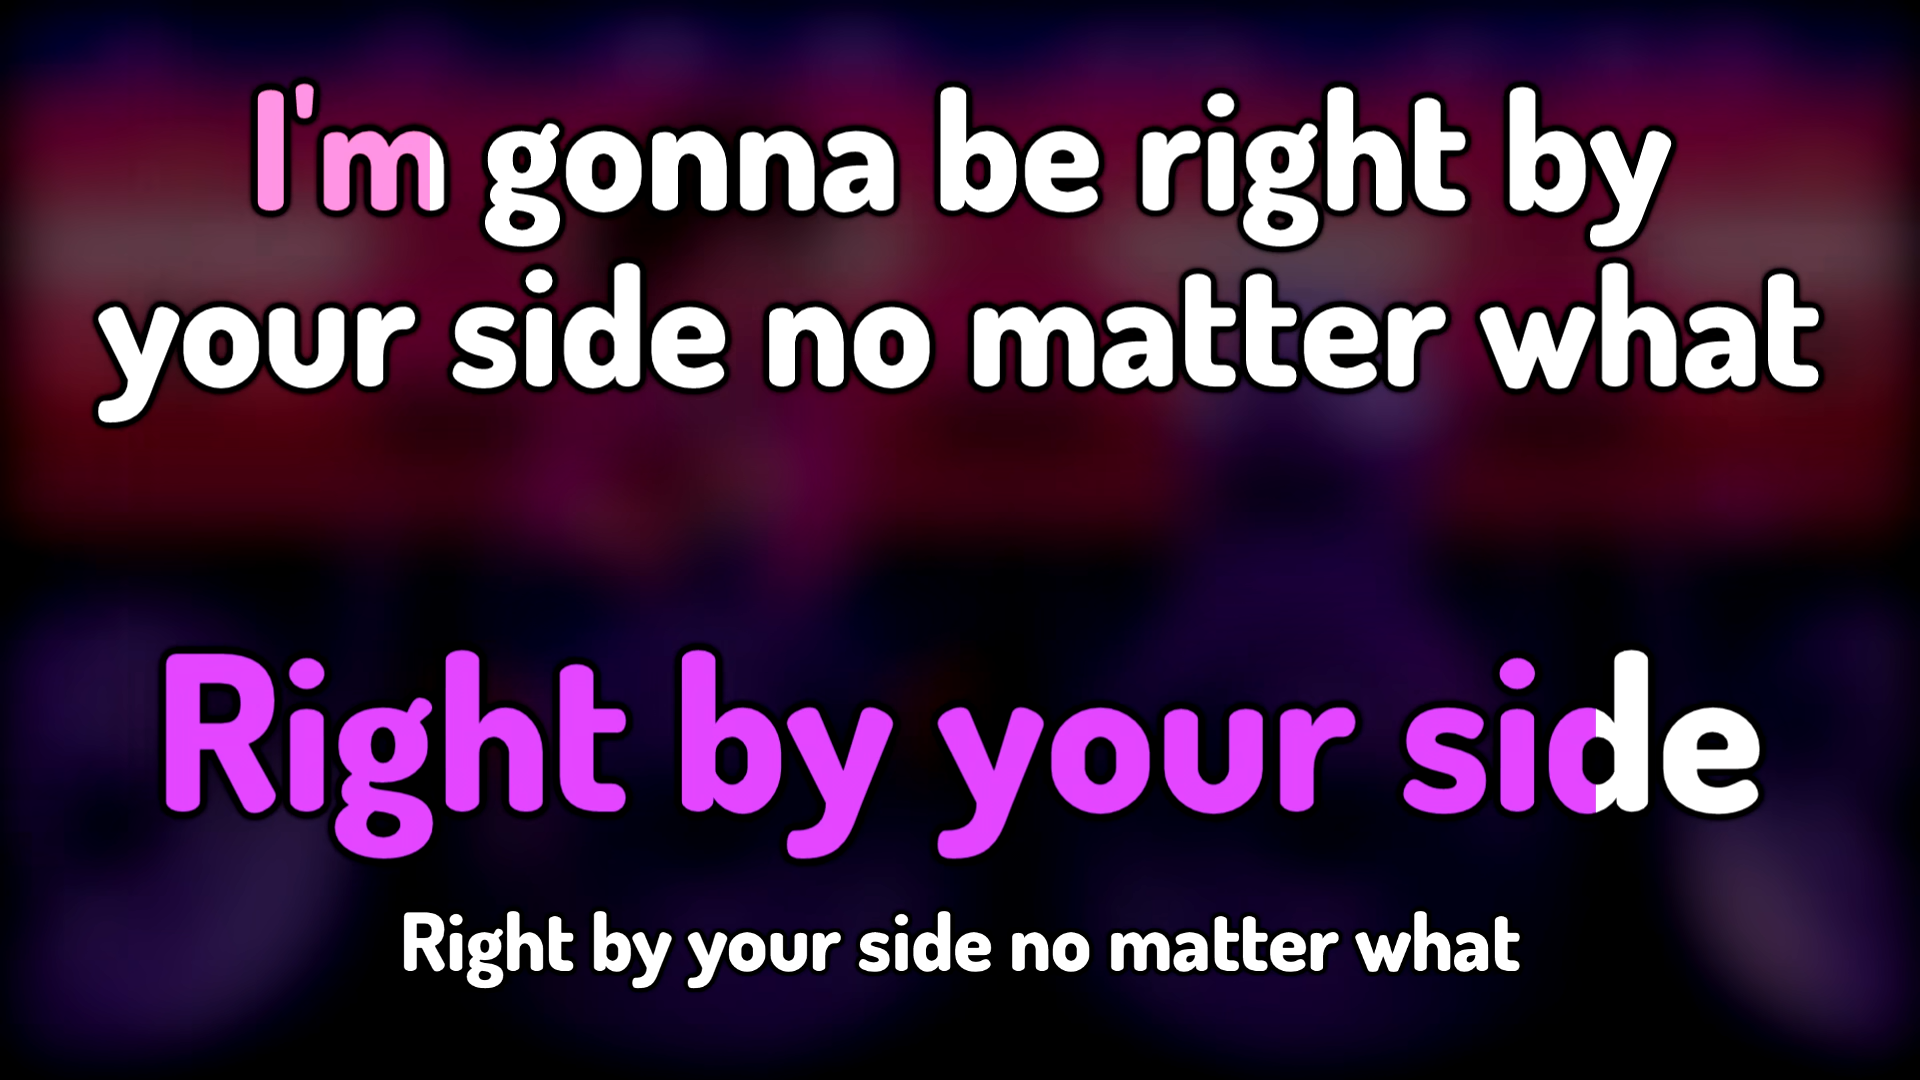 I'm gonna be right by
your side no matter what
Right by your side
Right by your side no matter what